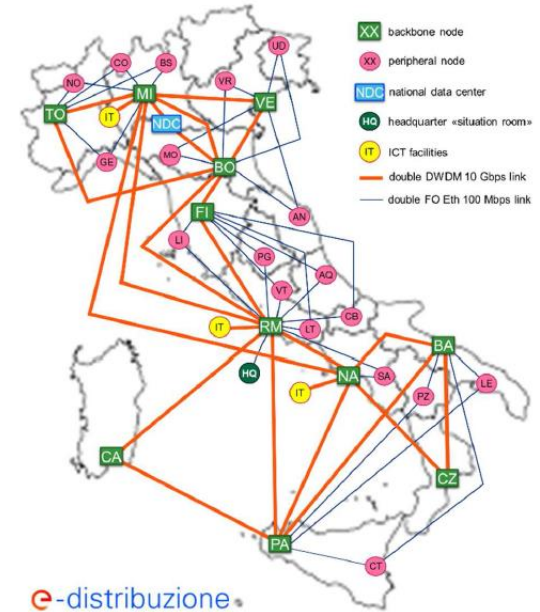 XX backbone node
XX peripheral node
NDC national data center
HQ headquarter «situation room»
IT ICT facilities
double DWDM 10 Gbps link
double FO Eth 100 Mbps link
UD
CO
BS
NO
VR
MI
VE
TO
IT
NDC
MO
GE
BO
FI
AN
LI
PG
AQ
VT
CB
RM
LT
IT
BA
HQ
NA
SA
LE
IT
PZ
CA
CZ
PA
CT
e-distribuzione